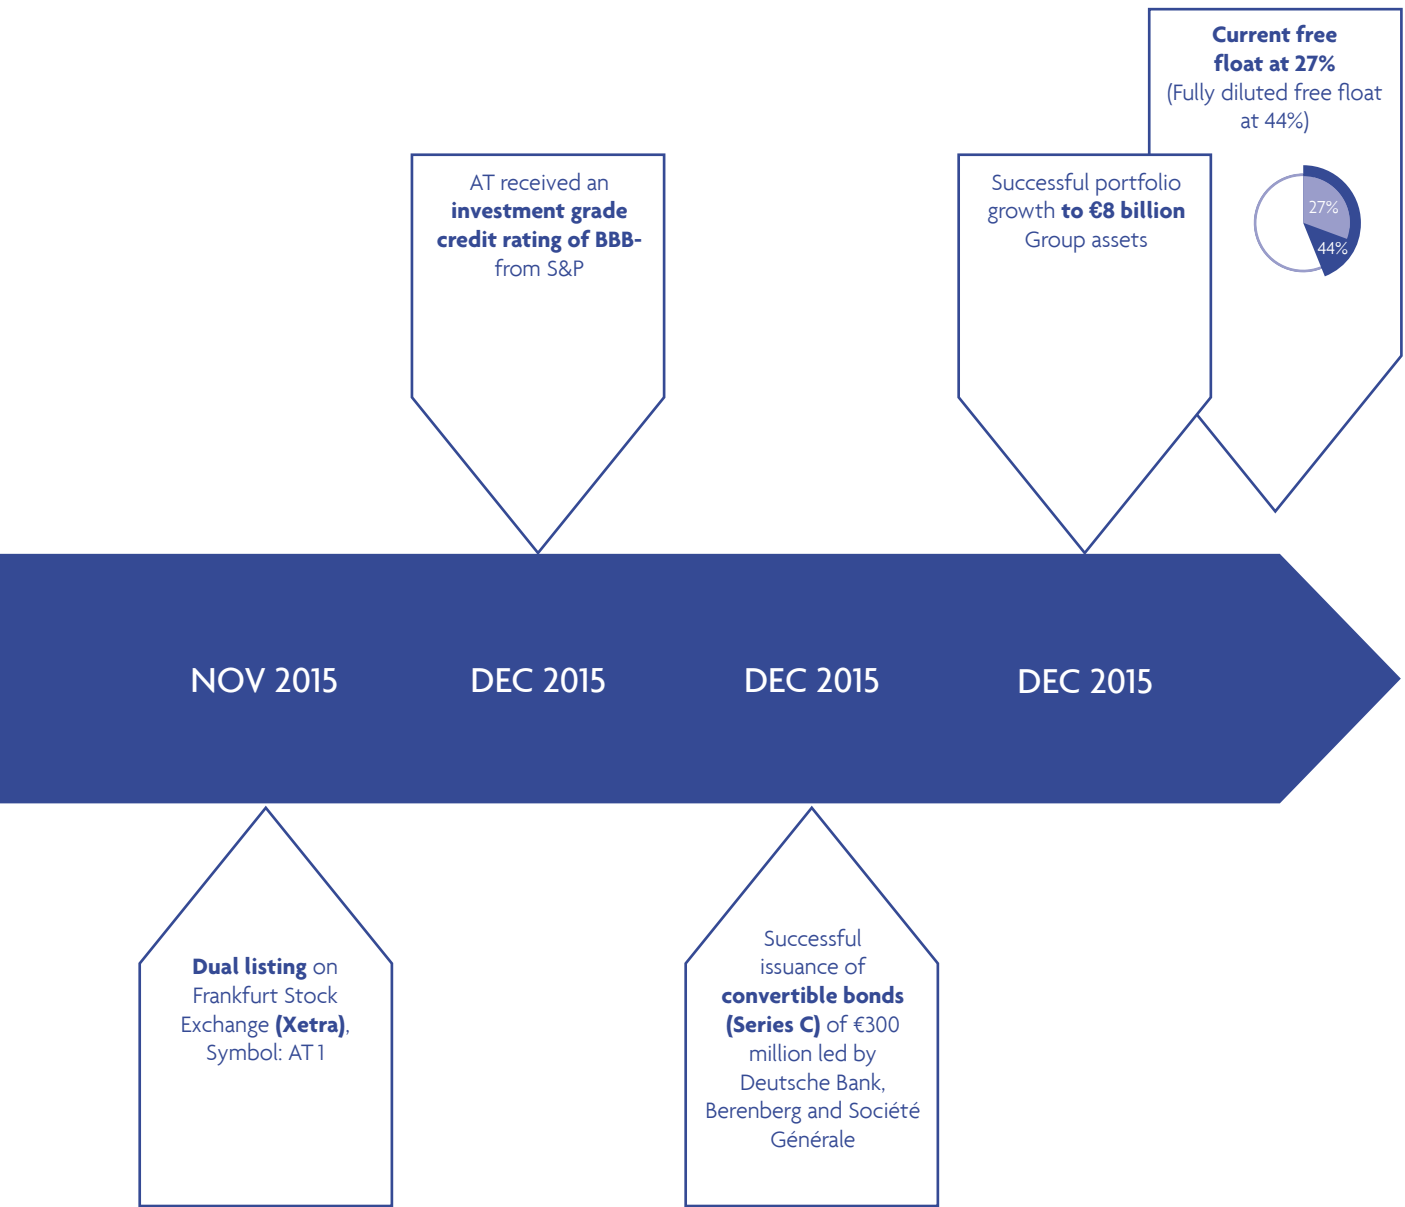 Current free
float at 27%
(Fully diluted free float
at 44%)
27%
44%
AT received an
investment grade
credit rating of BBB-
from S&P
Successful portfolio
growth to €8 billion
Group assets
NOV 2015
DEC 2015
DEC 2015
DEC 2015
Dual listing on
Frankfurt Stock
Exchange (Xetra),
Symbol: AT1
Successful
issuance of
convertible bonds
(Series C) of €300
million led by
Deutsche Bank,
Berenberg and Société
Générale